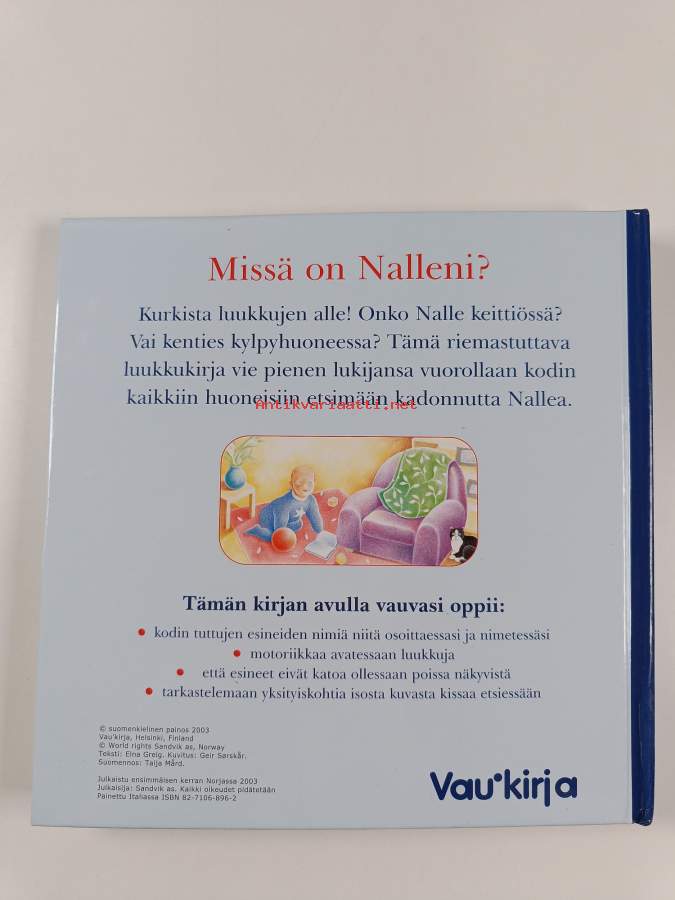 Missä on Nalleni?
Kurkista luukkujen alle! Onko Nalle keittiössä?
Vai kenties kylpyhuoneessa? Tämä riemastuttava
luukkukirja vie pienen lukijansa vuorollaan kodin
kaikkiin huoneisiin etsimään kadonnutta Nallea.
Antikvariaatti.net
Tämän kirjan avulla vauvasi oppii:
• kodin tuttujen esineiden nimiä niitä osoittaessasi ja nimetessäsi
• motoriikkaa avatessaan luukkuja
• että esineet eivät katoa ollessaan poissa näkyvistä
• tarkastelemaan yksityiskohtia isosta kuvasta kissaa etsiessään
© suomenkielinen painos 2003
Vau'kirja, Helsinki, Finland
© World rights Sandvik as, Norway
Teksti: Elna Greig. Kuvitus: Geir Sørskår.
Suomennos: Taija Mård.
Julkaistu ensimmäisen kerran Norjassa 2003
Julkaisija: Sandvik as. Kaikki oikeudet pidätetään
Painettu Italiassa ISBN 82-7106-896-2
Vau'kirja